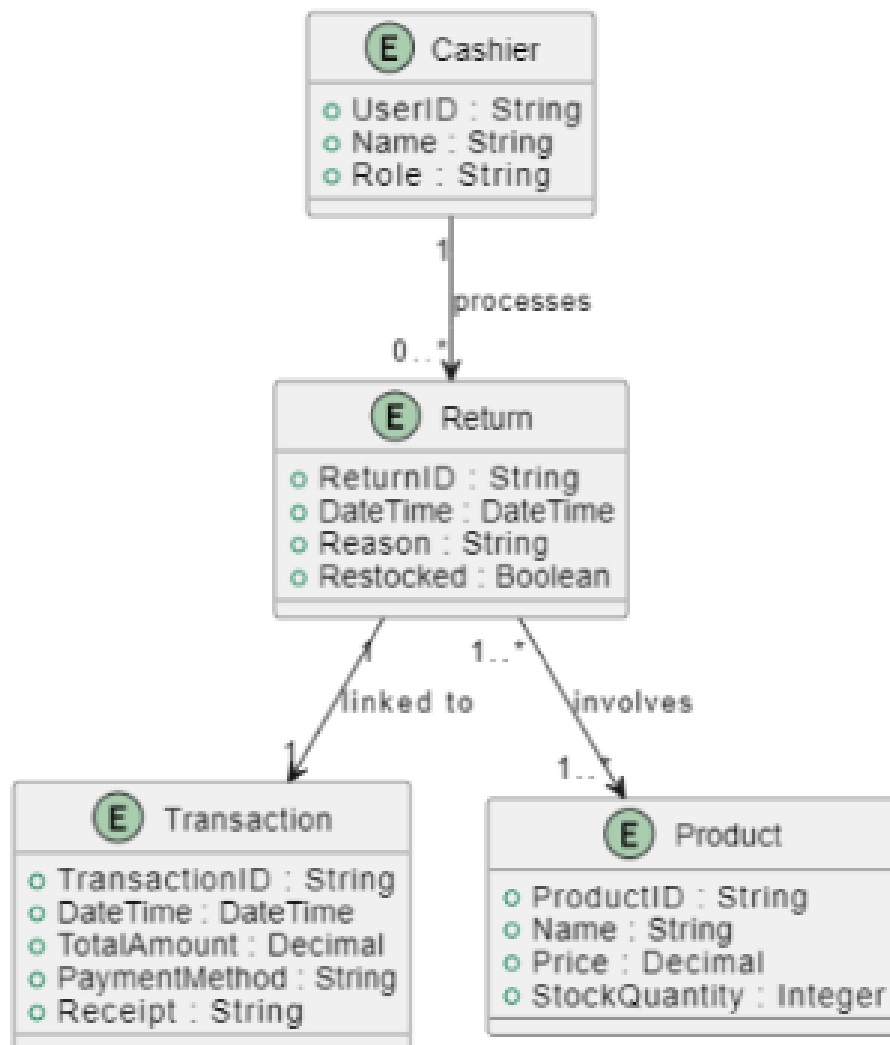 E Cashier
UserID : String
Name : String
Role : String
1
processes
0..*
E Return
ReturnID : String
DateTime : DateTime
Reason : String
Restocked : Boolean
1
1..*
linked to
involves
1
1..*
E Transaction
TransactionID : String
DateTime : DateTime
TotalAmount : Decimal
PaymentMethod : String
Receipt : String
E Product
ProductID : String
Name : String
Price : Decimal
StockQuantity : Integer